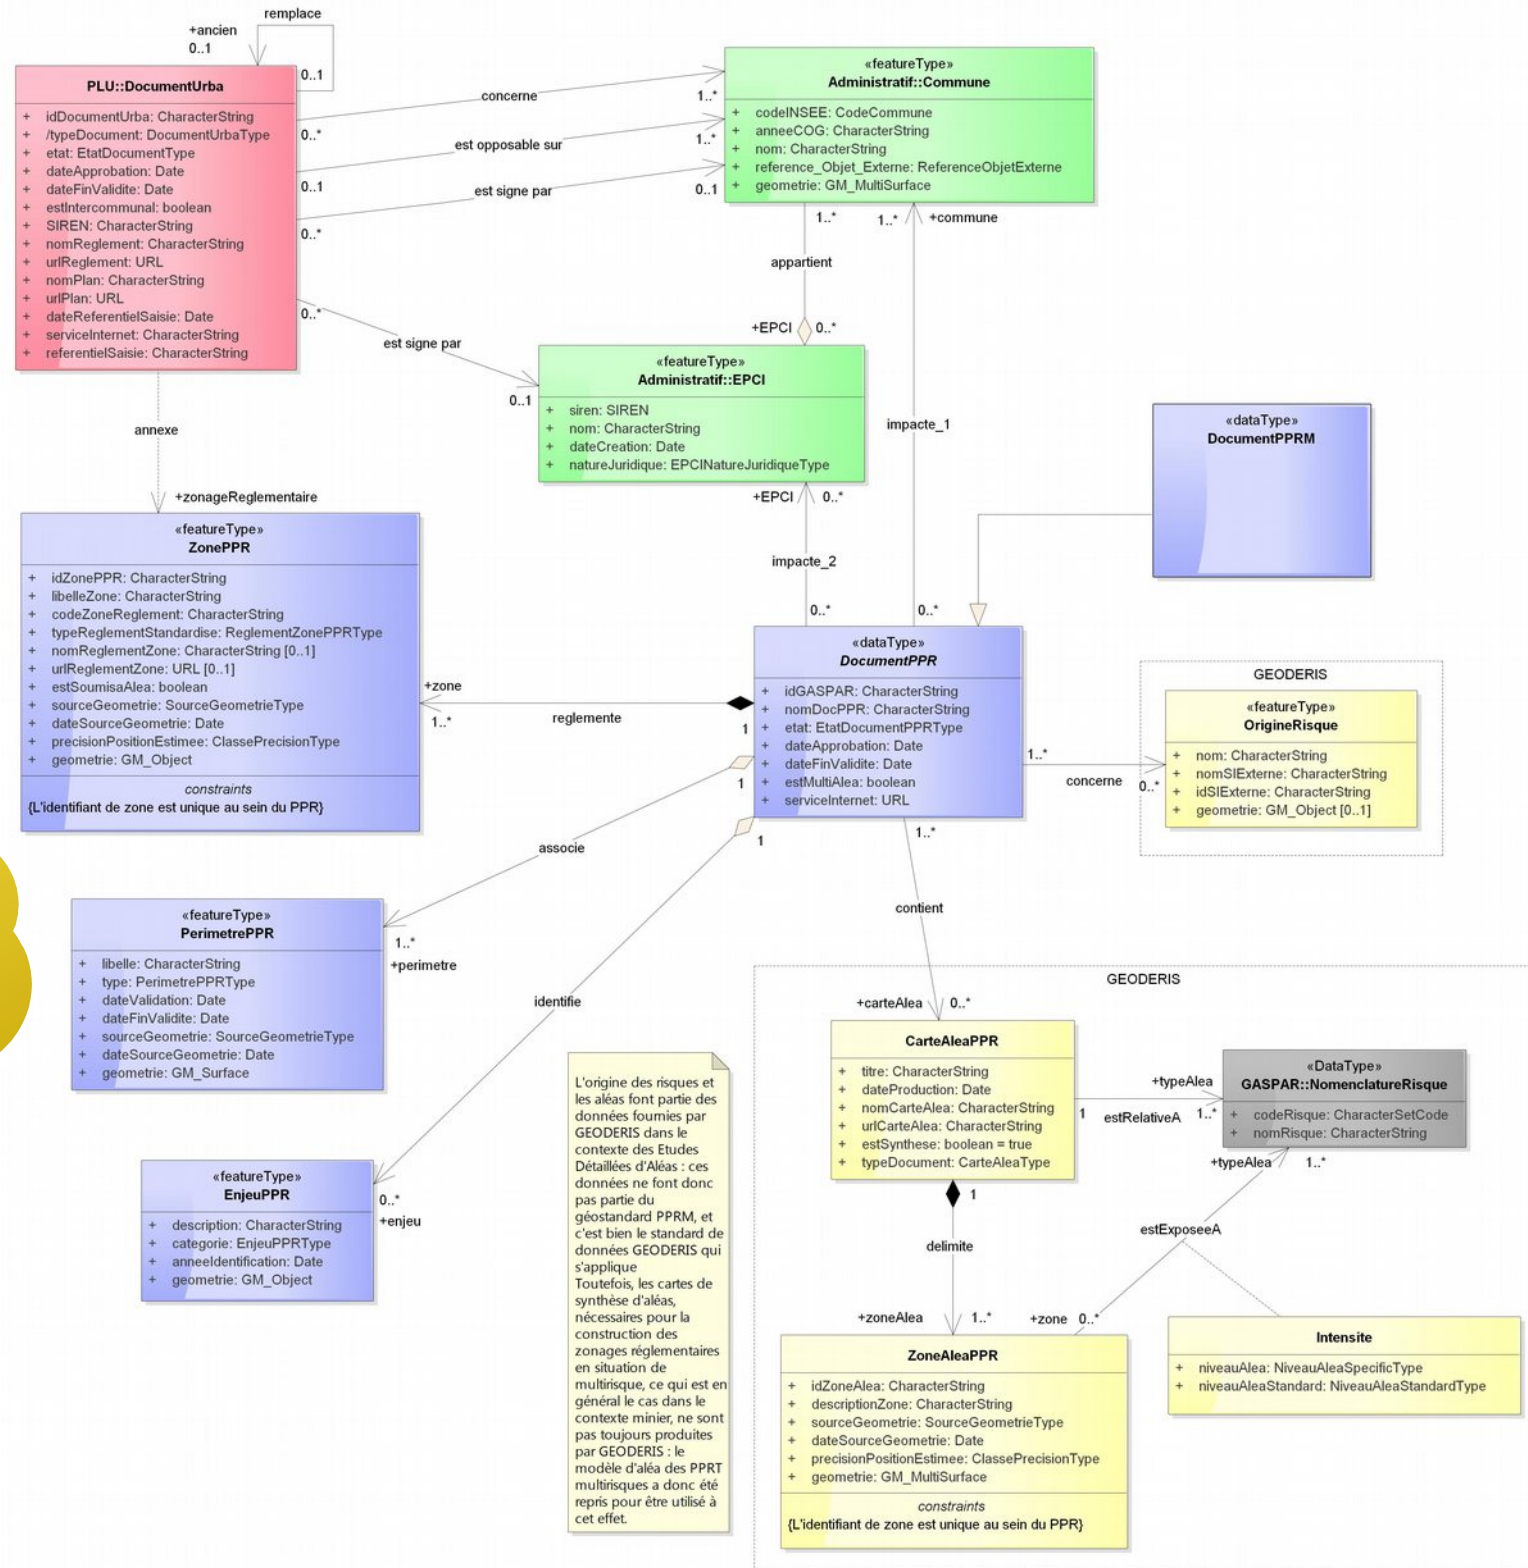 remplace
+ancien
0..1
0..1
PLU::DocumentUrba
+ idDocumentUrba: CharacterString
+ /typeDocument: DocumentUrbaType
+ etat: EtatDocumentType
+ dateApprobation: Date
+ dateFinValidite: Date
+ estIntercommunal: boolean
+ SIREN: CharacterString
+ nomReglement: CharacterString
+ urlReglement: URL
+ nomPlan: CharacterString
+ urlPlan: URL
+ dateReferentielSaisie: Date
+ serviceInternet: CharacterString
+ referentielSaisie: CharacterString
concerne
0..*
1..*
est opposable sur
0..1
1..*
est signe par
0..*
0..1
«featureType»
Administratif::Commune
+ codeINSEE: CodeCommune
+ anneeCOG: CharacterString
+ nom: CharacterString
+ reference_Objet_Externe: ReferenceObjetExterne
+ geometrie: GM_MultiSurface
1..*
1..*
+commune
appartient
+EPCI
0..*
0..*
est signe par
0..1
«featureType»
Administratif::EPCI
+ siren: SIREN
+ nom: CharacterString
+ dateCreation: Date
+ natureJuridique: EPCINatureJuridiqueType
+EPCI
0..*
impacte_1
impacte_2
0..*
0..*
«dataType»
DocumentPPRM
annexe
+zonageReglementaire
«featureType»
ZonePPR
+ idZonePPR: CharacterString
+ libelleZone: CharacterString
+ codeZoneReglement: CharacterString
+ typeReglementStandardise: ReglementZonePPRType
+ nomReglementZone: CharacterString [0..1]
+ urlReglementZone: URL [0..1]
+ estSoumisaAlea: boolean
+ sourceGeometrie: SourceGeometrieType
+ dateSourceGeometrie: Date
+ precisionPositionEstimee: ClassePrecisionType
+ geometrie: GM_Object
constraints
{L'identifiant de zone est unique au sein du PPR}
+zone
1..*
reglemente
1
«dataType»
DocumentPPR
+ idGASPAR: CharacterString
+ nomDocPPR: CharacterString
+ etat: EtatDocumentPPRType
+ dateApprobation: Date
+ dateFinValidite: Date
+ estMultiAlea: boolean
+ serviceInternet: URL
1..*
concerne
0..*
GEODERIS
«featureType»
OrigineRisque
+ nom: CharacterString
+ nomSIExterne: CharacterString
+ idSIExterne: CharacterString
+ geometrie: GM_Object [0..1]
1
associe
1..*
+perimetre
«featureType»
PerimetrePPR
+ libelle: CharacterString
+ type: PerimetrePPRType
+ dateValidation: Date
+ dateFinValidite: Date
+ sourceGeometrie: SourceGeometrieType
+ dateSourceGeometrie: Date
+ geometrie: GM_Surface
1
identifie
0..*
+enjeu
«featureType»
EnjeuPPR
+ description: CharacterString
+ categorie: EnjeuPPRType
+ anneeIdentification: Date
+ geometrie: GM_Object
L'origine des risques et
les aléas font partie des
données fournies par
GEODERIS dans le
contexte des Etudes
Détaillées d'Aléas : ces
données ne font donc
pas partie du
géostandard PPRM, et
c'est bien le standard de
données GEODERIS qui
s'applique
Toutefois, les cartes de
synthèse d'aléas,
nécessaires pour la
construction des
zonages réglementaires
en situation de
multirisque, ce qui est en
général le cas dans le
contexte minier, ne sont
pas toujours produites
par GEODERIS : le
modèle d'aléa des PPRT
multirisques a donc été
repris pour être utilisé à
cet effet.
1..*
contient
+carteAlea
0..*
GEODERIS
CarteAleaPPR
+ titre: CharacterString
+ dateProduction: Date
+ nomCarteAlea: CharacterString
+ urlCarteAlea: CharacterString
+ estSynthese: boolean = true
+ typeDocument: CarteAleaType
1
estRelativeA
+typeAlea
1..*
«DataType»
GASPAR::NomenclatureRisque
+ codeRisque: CharacterSetCode
+ nomRisque: CharacterString
+typeAlea
1..*
1
delimite
+zoneAlea
1..*
estExposeeA
+zone
0..*
ZoneAleaPPR
+ idZoneAlea: CharacterString
+ descriptionZone: CharacterString
+ sourceGeometrie: SourceGeometrieType
+ dateSourceGeometrie: Date
+ precisionPositionEstimee: ClassePrecisionType
+ geometrie: GM_MultiSurface
constraints
{L'identifiant de zone est unique au sein du PPR}
Intensite
+ niveauAlea: NiveauAleaSpecificType
+ niveauAleaStandard: NiveauAleaStandardType